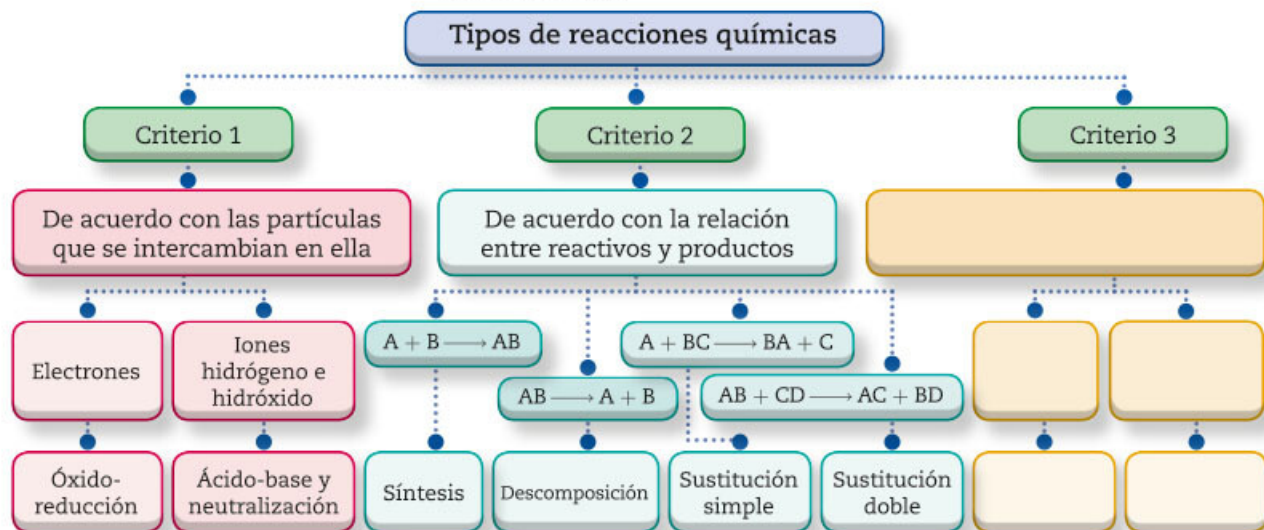 Tipos de reacciones químicas
Criterio 1
Criterio 2
Criterio 3
De acuerdo con las partículas
que se intercambian en ella
De acuerdo con la relación
entre reactivos y productos
Electrones
Iones
hidrógeno e
hidróxido
A + B ⟶ AB
AB ⟶ A + B
A + BC ⟶ BA + C
AB + CD ⟶ AC + BD
Óxido-
reducción
Ácido-base y
neutralización
Síntesis
Descomposición
Sustitución
simple
Sustitución
doble